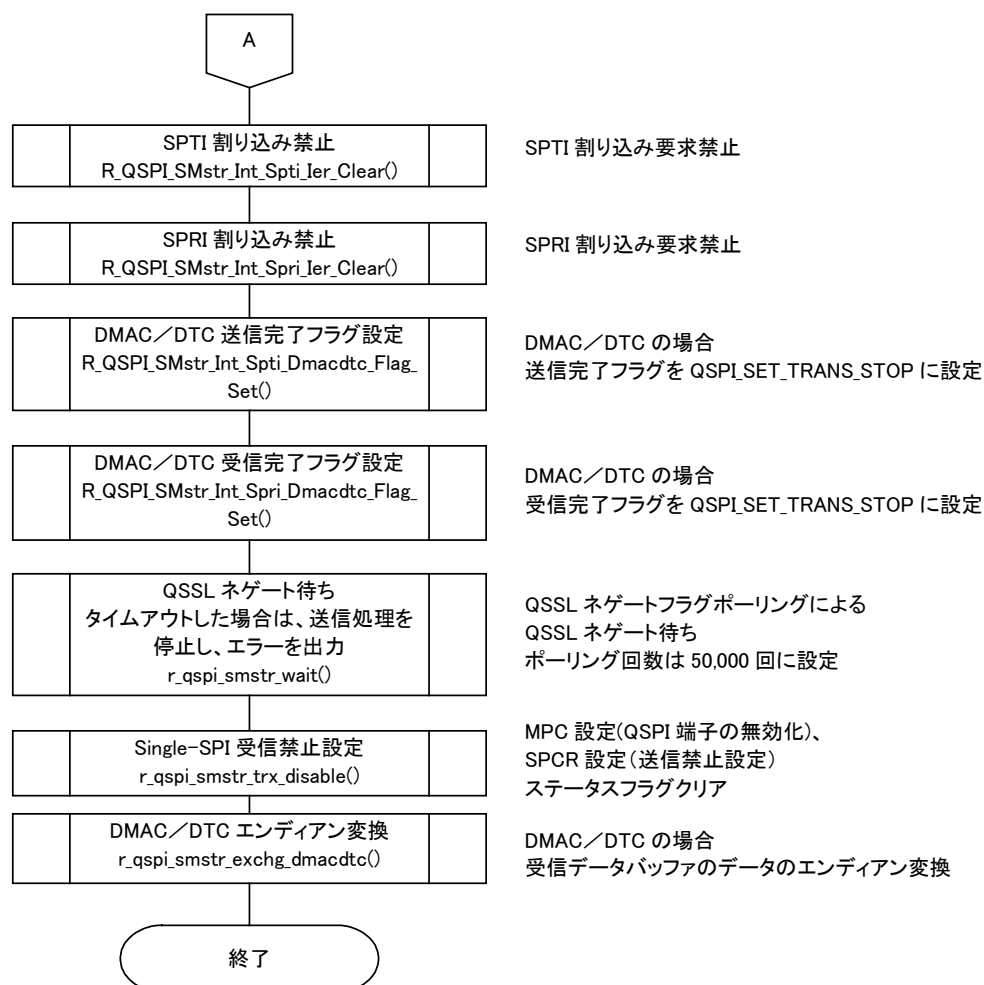 A
SPTI 割り込み禁止
R_QSPI_SMstr_Int_Spti_Ier_Clear()
SPTI 割り込み要求禁止
SPRI 割り込み禁止
R_QSPI_SMstr_Int_Spri_Ier_Clear()
SPRI 割り込み要求禁止
DMAC／DTC 送信完了フラグ設定
R_QSPI_SMstr_Int_Spti_Dmacdtc_Flag_
Set()
DMAC／DTC の場合
送信完了フラグを QSPI_SET_TRANS_STOP に設定
DMAC／DTC 受信完了フラグ設定
R_QSPI_SMstr_Int_Spri_Dmacdtc_Flag_
Set()
DMAC／DTC の場合
受信完了フラグを QSPI_SET_TRANS_STOP に設定
QSSL ネゲート待ち
タイムアウトした場合は、送信処理を
停止し、エラーを出力
r_qspi_smstr_wait()
QSSL ネゲートフラグポーリングによる
QSSL ネゲート待ち
ポーリング回数は 50,000 回に設定
Single-SPI 受信禁止設定
r_qspi_smstr_trx_disable()
MPC 設定(QSPI 端子の無効化)、
SPCR 設定（送信禁止設定）
ステータスフラグクリア
DMAC／DTC エンディアン変換
r_qspi_smstr_exchg_dmacdtc()
DMAC／DTC の場合
受信データバッファのデータのエンディアン変換
終了